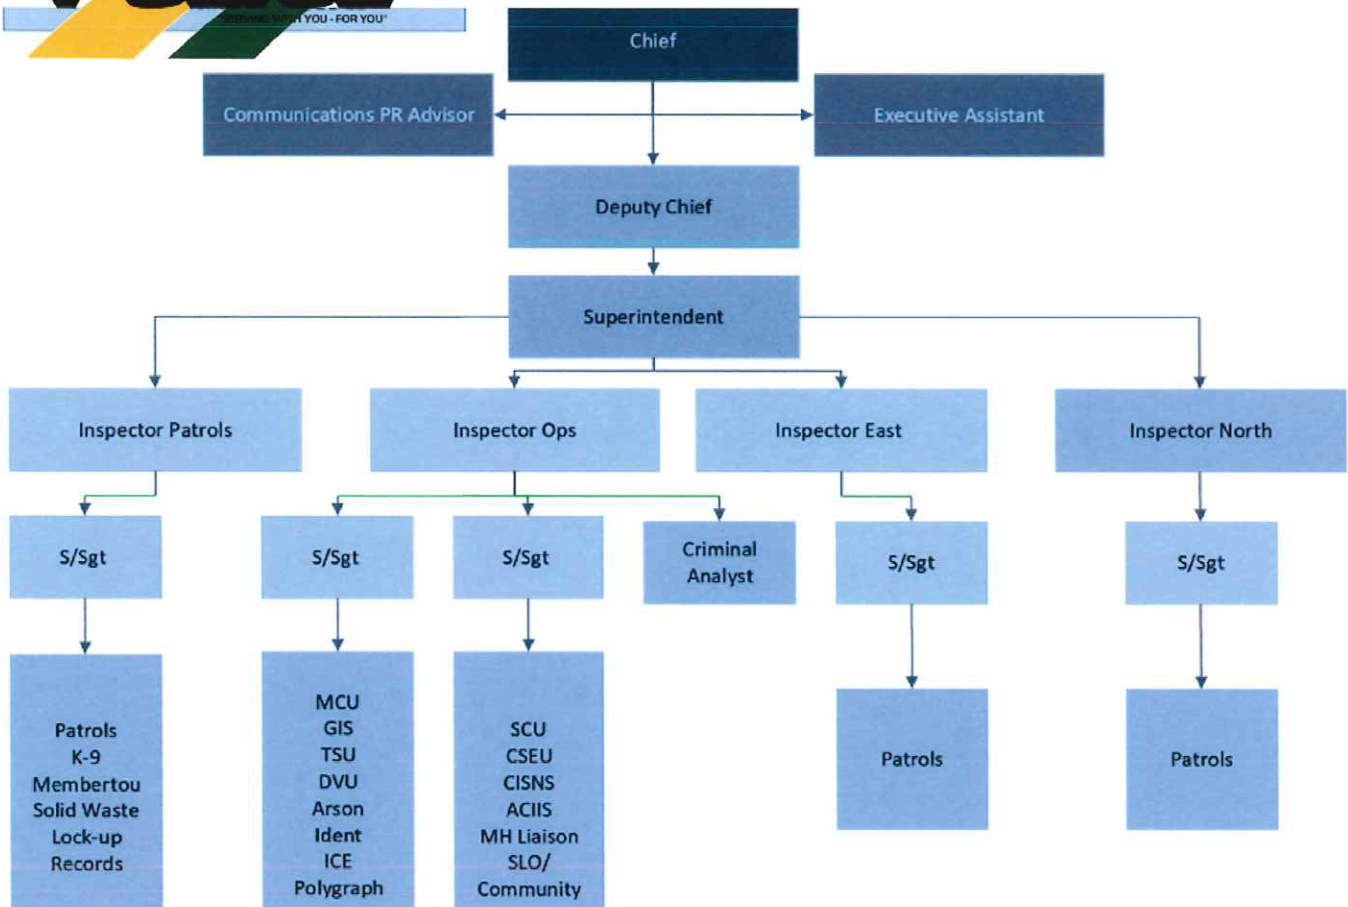 "SERVING WITH YOU - FOR YOU"
Chief
Communications PR Advisor
Executive Assistant
Deputy Chief
Superintendent
Inspector Patrols
Inspector Ops
Inspector East
Inspector North
S/Sgt
S/Sgt
S/Sgt
Criminal
Analyst
S/Sgt
S/Sgt
Patrols
K-9
Membertou
Solid Waste
Lock-up
Records
MCU
GIS
TSU
DVU
Arson
Ident
ICE
Polygraph
SCU
CSEU
CISNS
ACIIS
MH Liaison
SLO/
Community
Patrols
Patrols